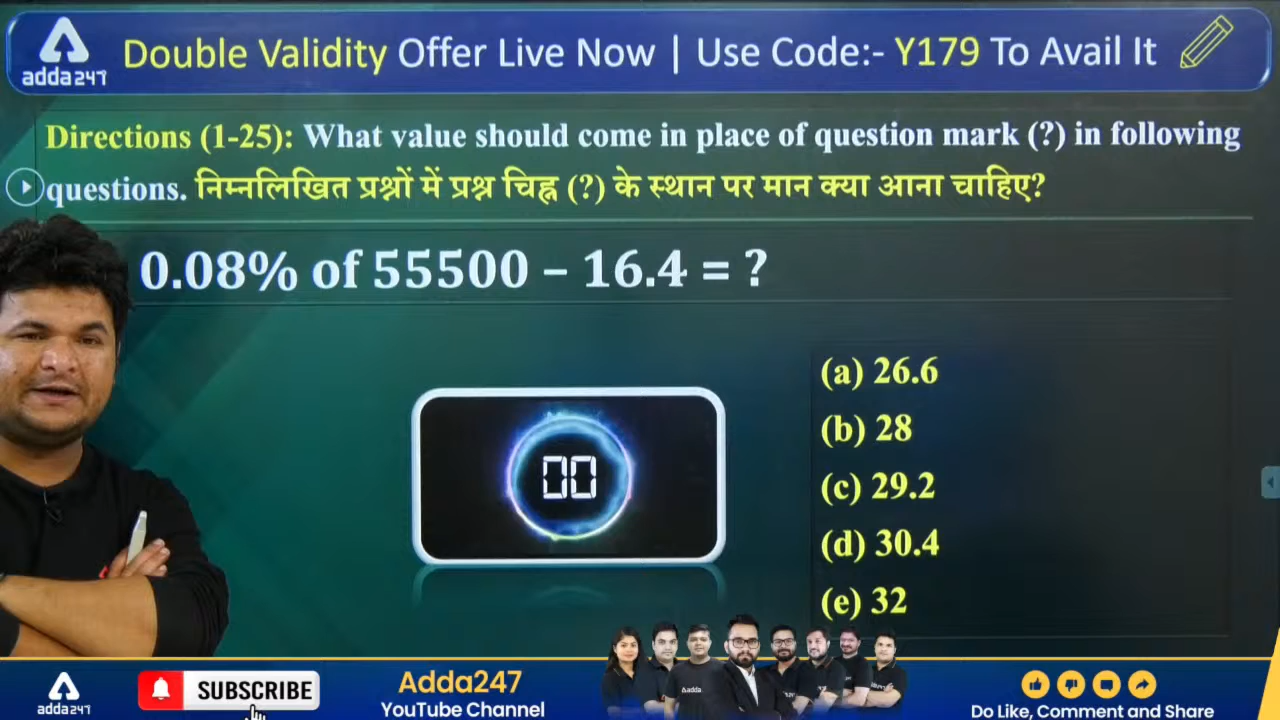 adda247
Double Validity Offer Live Now | Use Code:- Y179 To Avail It
Directions (1-25): What value should come in place of question mark (?) in following
questions. निम्नलिखित प्रश्नों में प्रश्न चिह्न (?) के स्थान पर मान क्या आना चाहिए?
0.08% of 55500 – 16.4 = ?
00
(a) 26.6
(b) 28
(c) 29.2
(d) 30.4
(e) 32
adda247
SUBSCRIBE
Adda247
YouTube Channel
adda
Do Like, Comment and Share